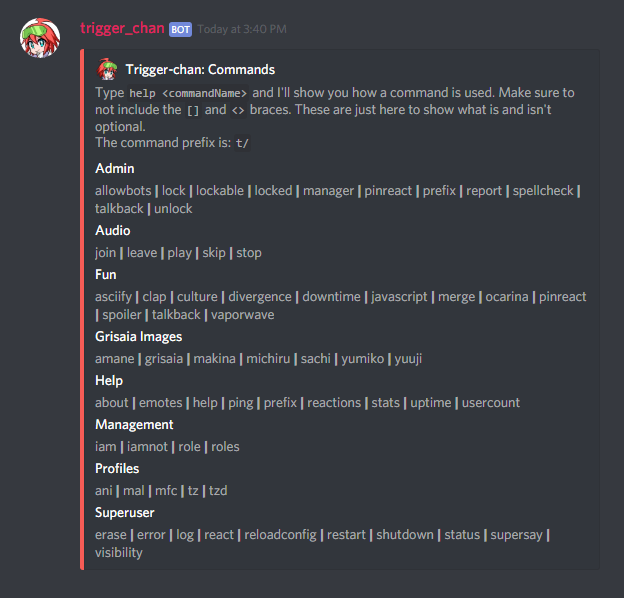 trigger_chan BOT Today at 3:40 PM
Trigger-chan: Commands
Type help <commandName> and I'll show you how a command is used. Make sure to
not include the [] and <> braces. These are just here to show what is and isn't
optional.
The command prefix is: t/
Admin
allowbots | lock | lockable | locked | manager | pinreact | prefix | report | spellcheck |
talkback | unlock
Audio
join | leave | play | skip | stop
Fun
asciify | clap | culture | divergence | downtime | javascript | merge | ocarina | pinreact
| spoiler | talkback | vaporwave
Grisaia Images
amane | grisaia | makina | michiru | sachi | yumiko | yuuji
Help
about | emotes | help | ping | prefix | reactions | stats | uptime | usercount
Management
iam | iamnot | role | roles
Profiles
ani | mal | mfc | tz | tzd
Superuser
erase | error | log | react | reloadconfig | restart | shutdown | status | supersay |
visibility